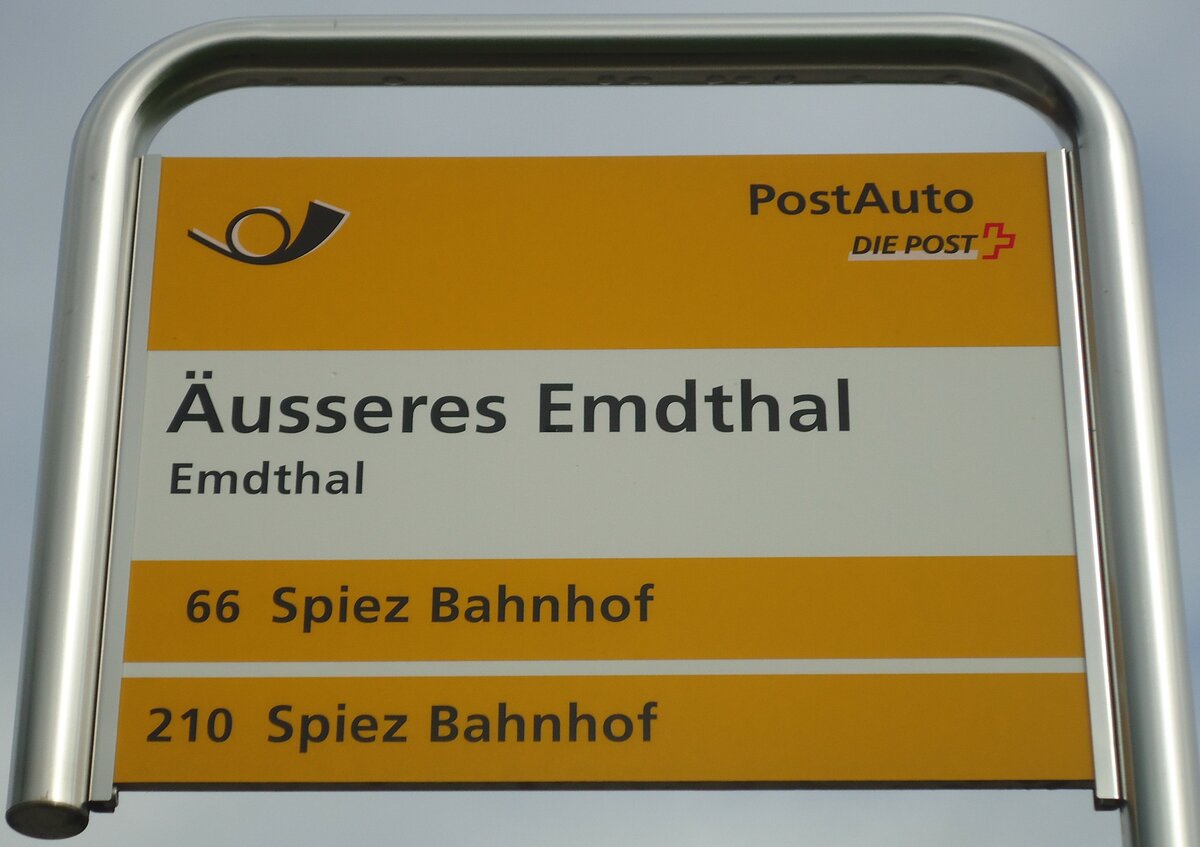 PostAuto
DIE POST
Äusseres Emdthal
Emdthal
66 Spiez Bahnhof
210 Spiez Bahnhof